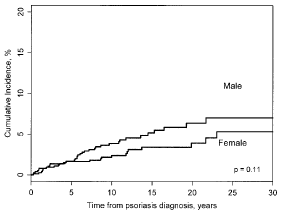 20
15
10
5
0
Cumulative Incidence, %
Male
Female
p = 0.11
0 5 10 15 20 25 30
Time from psoriasis diagnosis, years